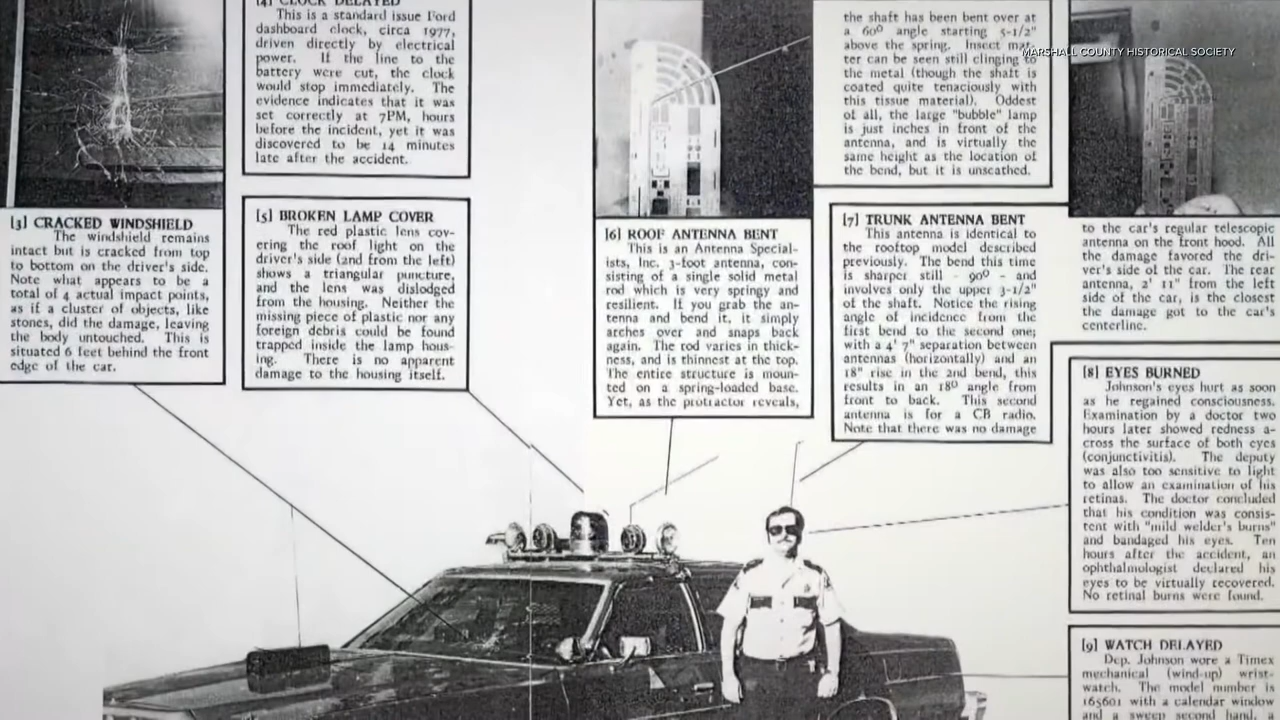 MARSHALL COUNTY HISTORICAL SOCIETY
[4] CLOCK DELAYED
This is a standard issue Ford
dashboard clock, circa 1977,
driven directly by electrical
power. If the line to the
battery were cut, the clock
would stop immediately. The
evidence indicates that it was
set correctly at 7PM, hours
before the incident, yet it was
discovered to be 14 minutes
late after the accident.
[3] CRACKED WINDSHIELD
The windshield remains
intact but is cracked from top
to bottom on the driver's side.
Note what appears to be a
total of 4 actual impact points,
as if a cluster of objects, like
stones, did the damage, leaving
the body untouched. This is
situated 6 feet behind the front
edge of the car.
[5] BROKEN LAMP COVER
The red plastic lens cov-
ering the roof light on the
driver's side (2nd from the left)
shows a triangular puncture,
and the lens was dislodged
from the housing. Neither the
missing piece of plastic nor any
foreign debris could be found
trapped inside the lamp hous-
ing. There is no apparent
damage to the housing itself.
[6] ROOF ANTENNA BENT
This is an Antenna Special-
ists, Inc. 3-foot antenna, con-
sisting of a single solid metal
rod which is very springy and
resilient. If you grab the an-
tenna and bend it, it simply
arches over and snaps back
again. The rod varies in thick-
ness, and is thinnest at the top.
The entire structure is moun-
ted on a spring-loaded base.
Yet, as the protractor reveals,
the shaft has been bent over at
a 60° angle starting 5-1/2"
above the spring. Insect mat-
ter can be seen still clinging to
the metal (though the shaft is
coated quite tenaciously with
this tissue material). Oddest
of all, the large "bubble" lamp
is just inches in front of the
antenna, and is virtually the
same height as the location of
the bend, but it is unscathed.
[7] TRUNK ANTENNA BENT
This antenna is identical to
the rooftop model described
previously. The bend this time
is sharper still - 90° - and
involves only the upper 3-1/2"
of the shaft. Notice the rising
angle of incidence from the
first bend to the second one;
with a 4' 7" separation between
antennas (horizontally) and an
18" rise in the 2nd bend, this
results in an 18° angle from
front to back. This second
antenna is for a CB radio.
Note that there was no damage
to the car's regular telescopic
antenna on the front hood. All
the damage favored the dri-
ver's side of the car. The rear
antenna, 2' 11" from the left
side of the car, is the closest
the damage got to the car's
centerline.
[8] EYES BURNED
Johnson's eyes hurt as soon
as he regained consciousness.
Examination by a doctor two
hours later showed redness a-
cross the surface of both eyes
(conjunctivitis). The deputy
was also too sensitive to light
to allow an examination of his
retinas. The doctor concluded
that his condition was consis-
tent with "mild welder's burns"
and bandaged his eyes. Ten
hours after the accident, an
ophthalmologist declared his
eyes to be virtually recovered.
No retinal burns were found.
[9] WATCH DELAYED
Dep. Johnson wore a Timex
mechanical (wind-up) wrist-
watch. The model number is
165601 with a calendar window
and a sweep second hand, a